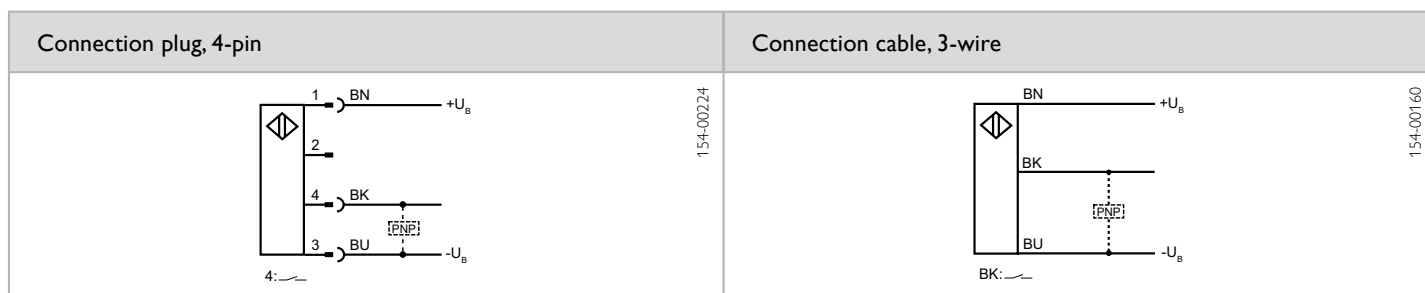 Connection plug, 4-pin
1 BN +UB
2
4 BK
PNP
3 BU -UB
4:
154-00224
Connection cable, 3-wire
BN +UB
BK
PNP
BU -UB
BK:
154-00160